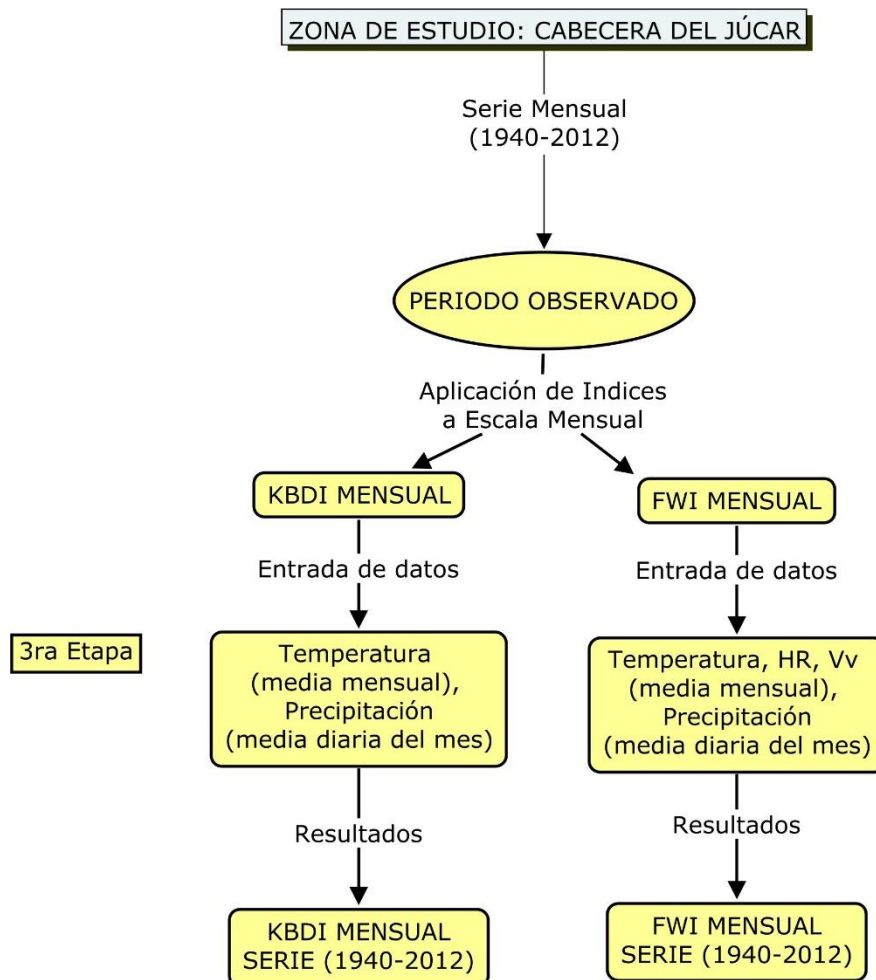 ZONA DE ESTUDIO: CABECERA DEL JÚCAR
Serie Mensual
(1940-2012)
PERIODO OBSERVADO
Aplicación de Indices
a Escala Mensual
KBDI MENSUAL
FWI MENSUAL
Entrada de datos
Entrada de datos
3ra Etapa
Temperatura
(media mensual),
Precipitación
(media diaria del mes)
Temperatura, HR, Vv
(media mensual),
Precipitación
(media diaria del mes)
Resultados
Resultados
KBDI MENSUAL
SERIE (1940-2012)
FWI MENSUAL
SERIE (1940-2012)